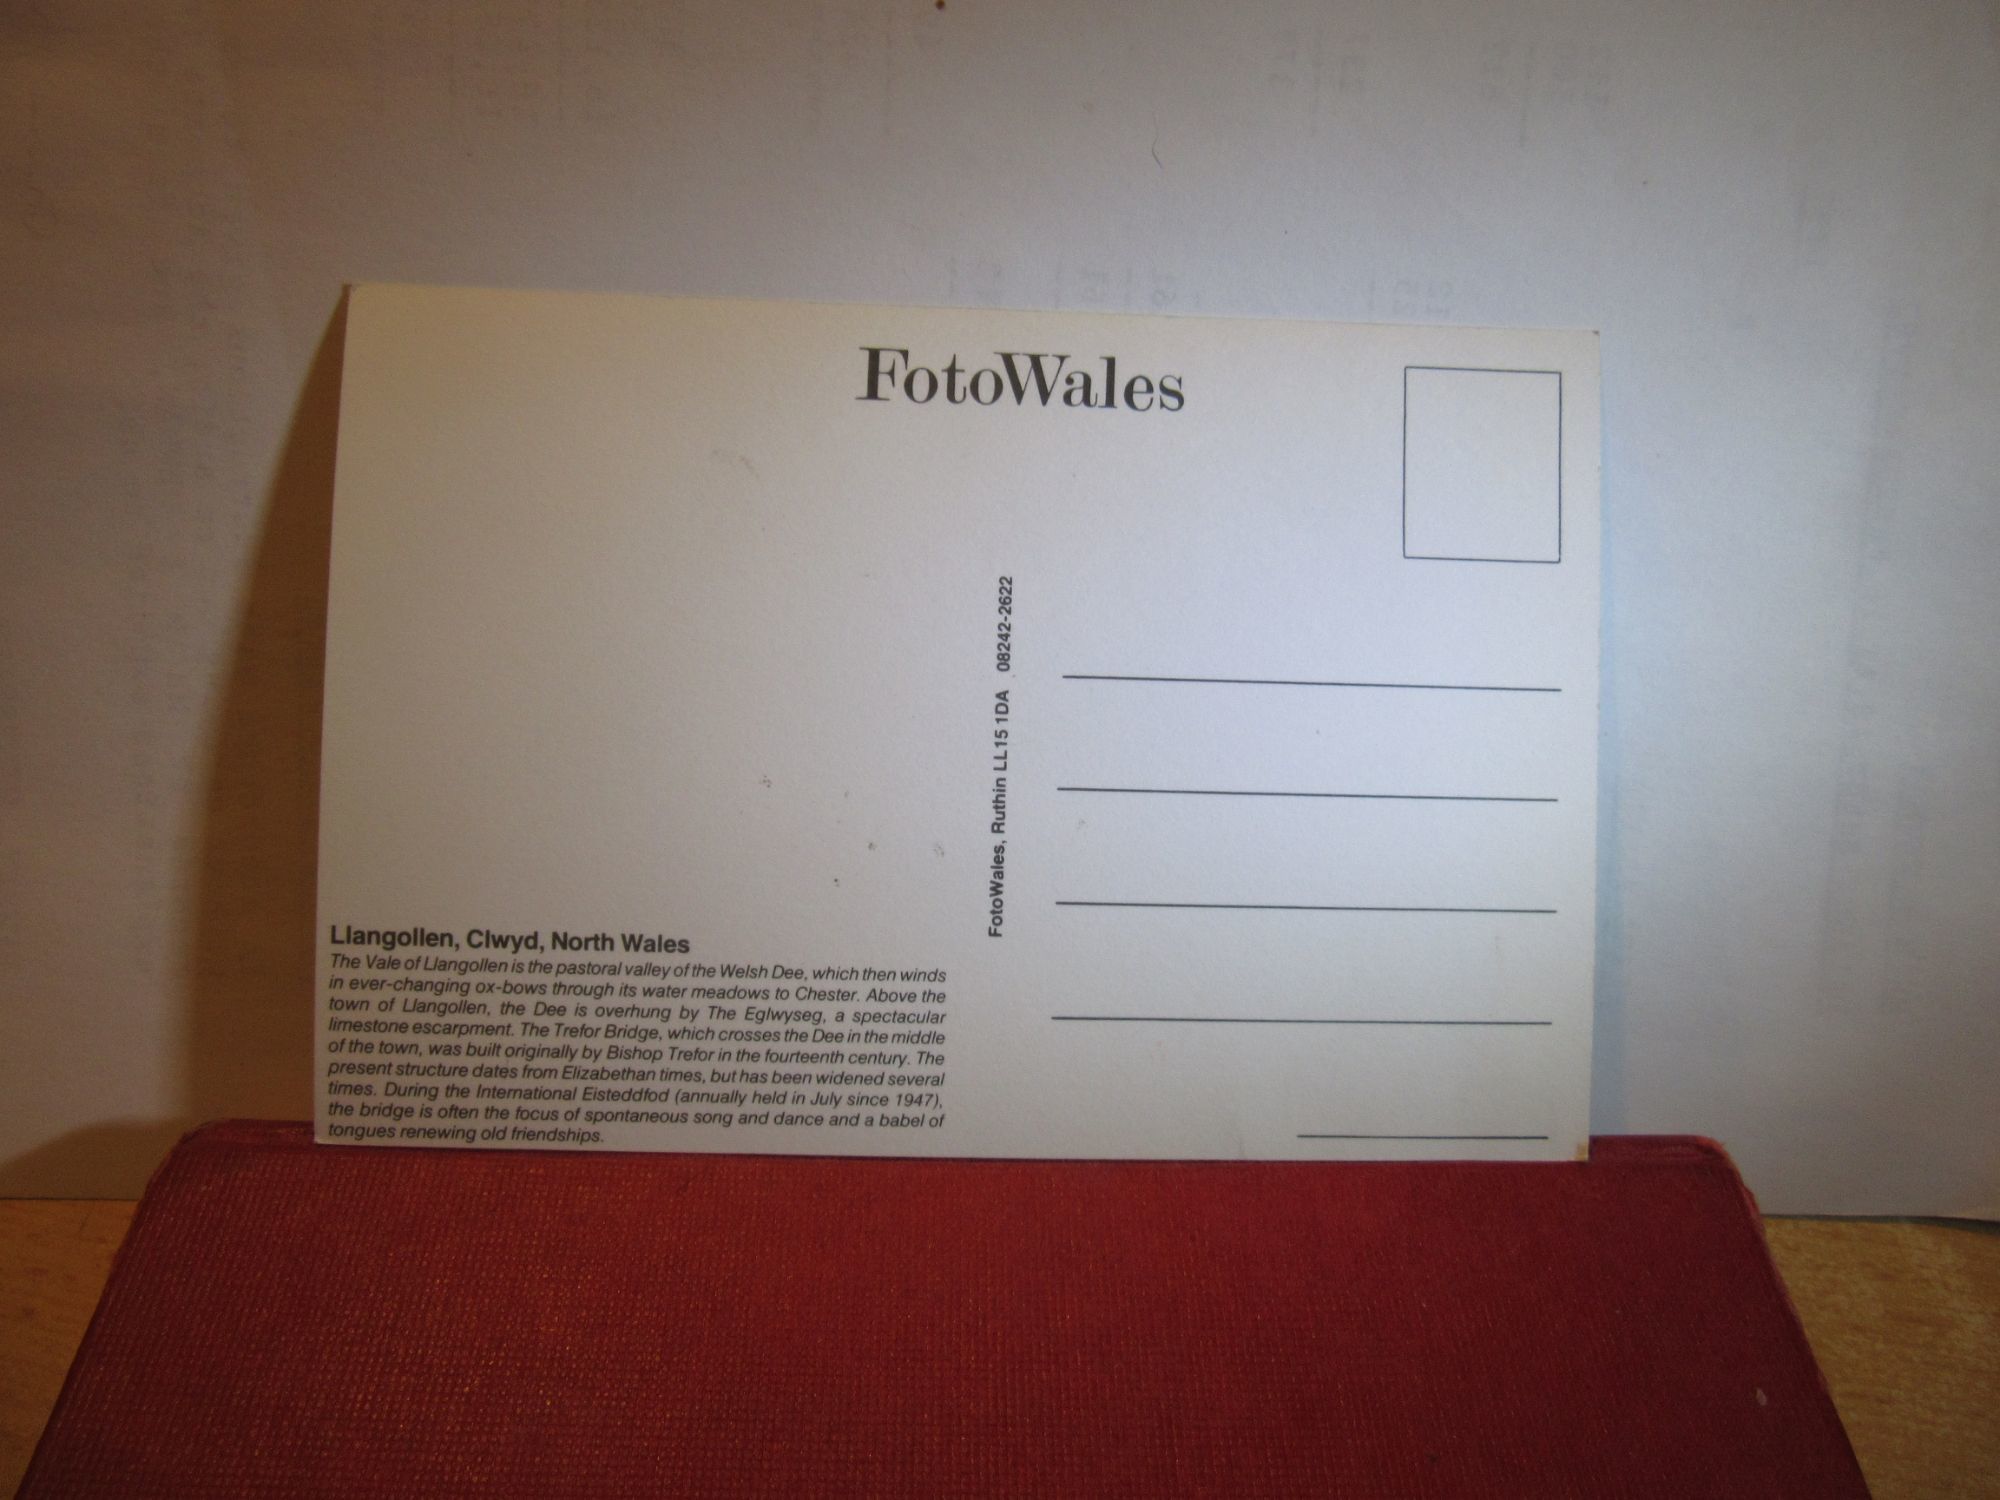 FotoWales
FotoWales, Ruthin LL15 1DA 08242-2622
Llangollen, Clwyd, North Wales
The Vale of Llangollen is the pastoral valley of the Welsh Dee, which then winds
in ever-changing ox-bows through its water meadows to Chester. Above the
town of Llangollen, the Dee is overhung by The Eglwyseg, a spectacular
limestone escarpment. The Trefor Bridge, which crosses the Dee in the middle
of the town, was built originally by Bishop Trefor in the fourteenth century. The
present structure dates from Elizabethan times, but has been widened several
times. During the International Eisteddfod (annually held in July since 1947),
the bridge is often the focus of spontaneous song and dance and a babel of
tongues renewing old friendships.